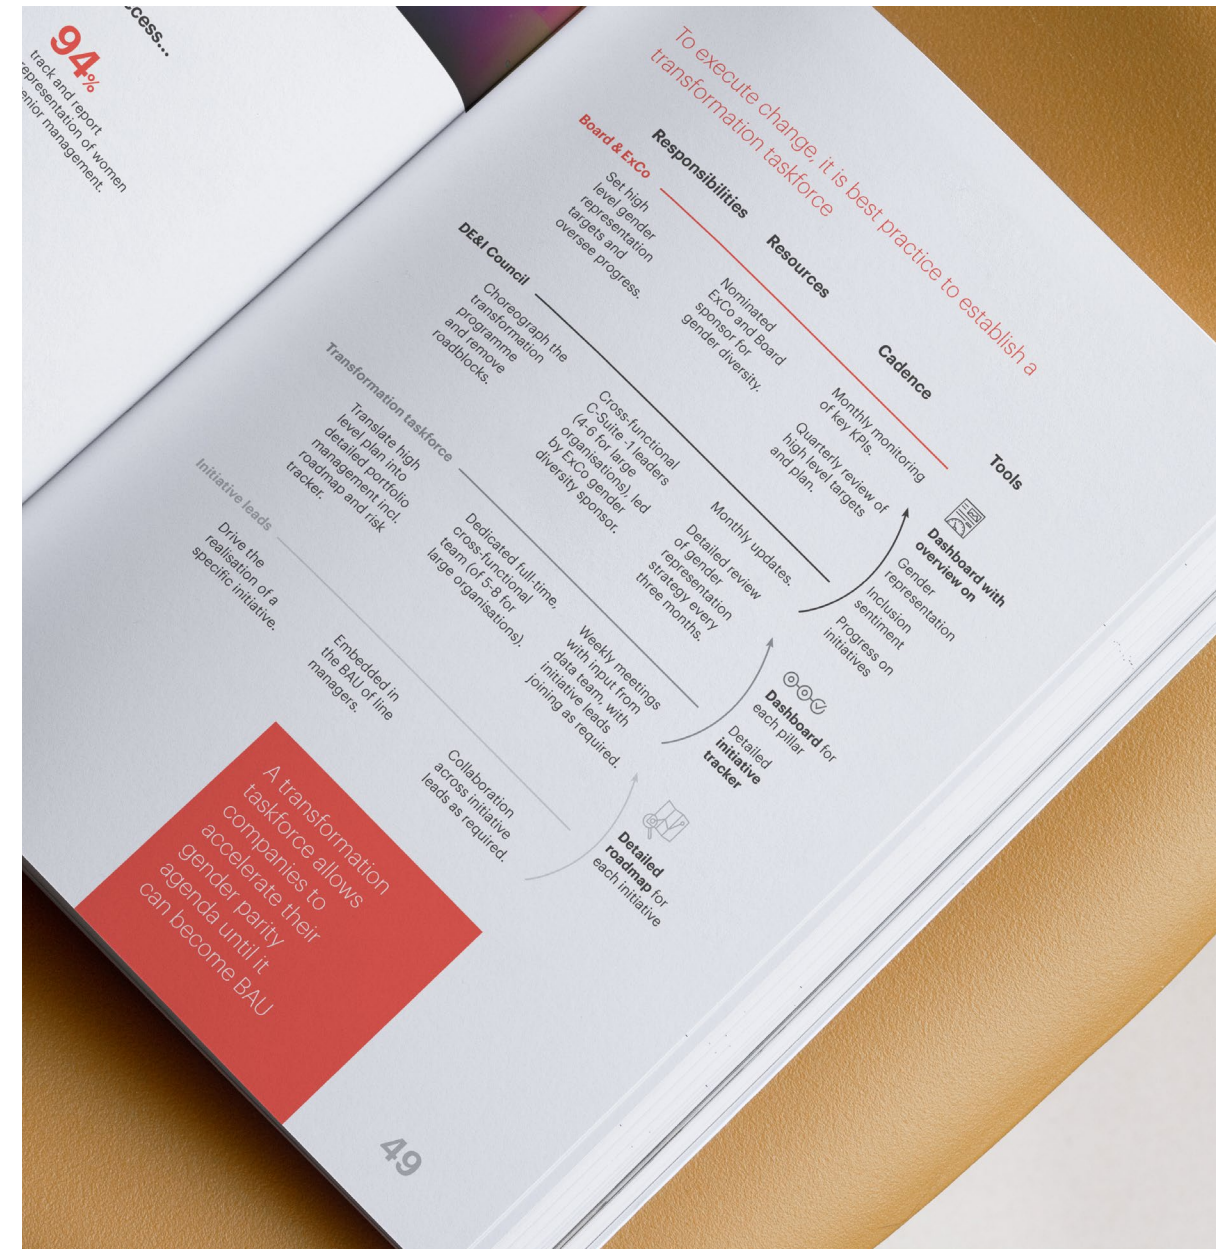 ccess...
94%
track and report
representation of women
senior management.
To execute change, it is best practice to establish a
transformation taskforce
Responsibilities
Resources
Cadence
Tools
Board & ExCo
Set high
level gender
representation
targets and
oversee progress.
Nominated
ExCo and Board
sponsor for
gender diversity.
Monthly monitoring
of key KPIs.
Quarterly review of
high level targets
and plan.
Dashboard with
overview on
Gender
representation
Inclusion
sentiment
Progress on
initiatives
DE&I Council
Choreograph the
transformation
programme
and remove
roadblocks.
Cross-functional
C-Suite -1 leaders
(4-6 for large
organisations), led
by ExCo gender
diversity sponsor.
Monthly updates.
Detailed review
of gender
representation
strategy every
three months.
Dashboard for
each pillar
Detailed
initiative
tracker
Transformation taskforce
Translate high
level plan into
detailed portfolio
management incl.
roadmap and risk
tracker.
Dedicated full-time,
cross-functional
team (of 5-8 for
large organisations).
Weekly meetings
with input from
data team, with
initiative leads
joining as required.
Detailed
roadmap for
each initiative
Initiative leads
Drive the
realisation of a
specific initiative.
Embedded in
the BAU of line
managers.
Collaboration
across initiative
leads as required.
A transformation
taskforce allows
companies to
accelerate their
gender parity
agenda until it
can become BAU
49